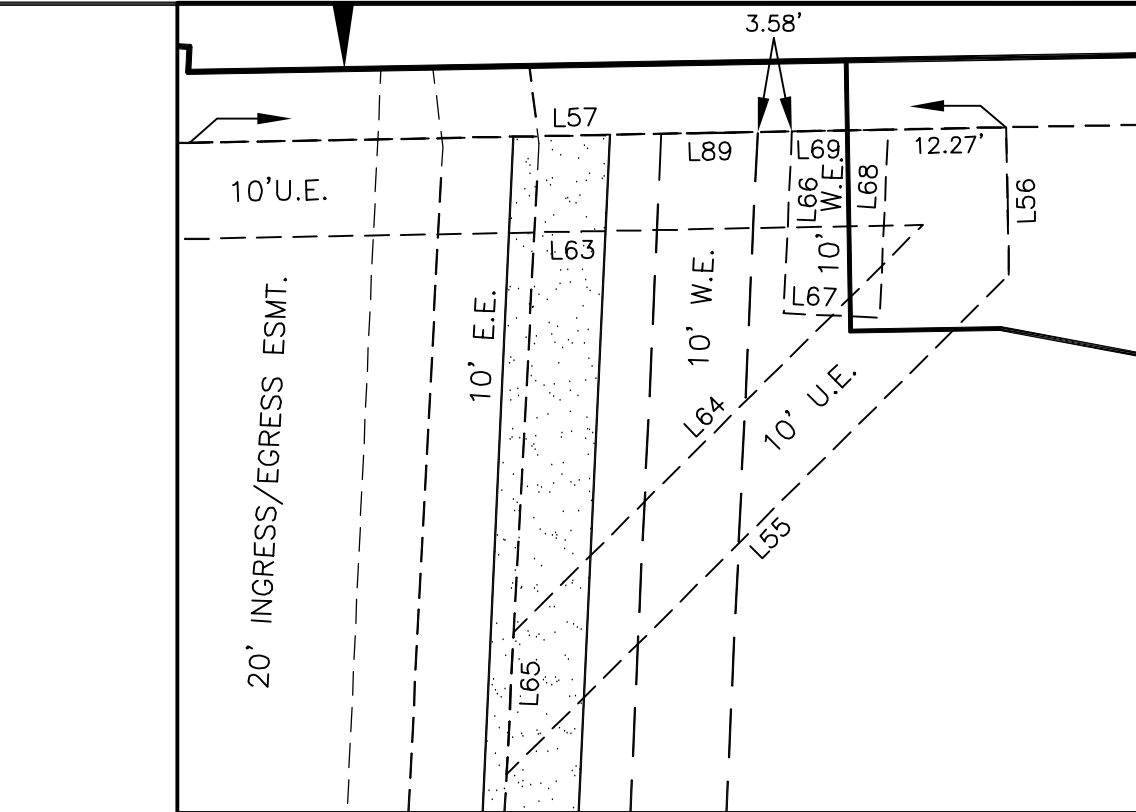 3.58'
L57
L89
L69
12.27'
10'U.E.
L66
10' W.E.
L68
L56
L63
L67
20' INGRESS/EGRESS ESMT.
10' E.E.
10' W.E.
L64
10' U.E.
L55
L65